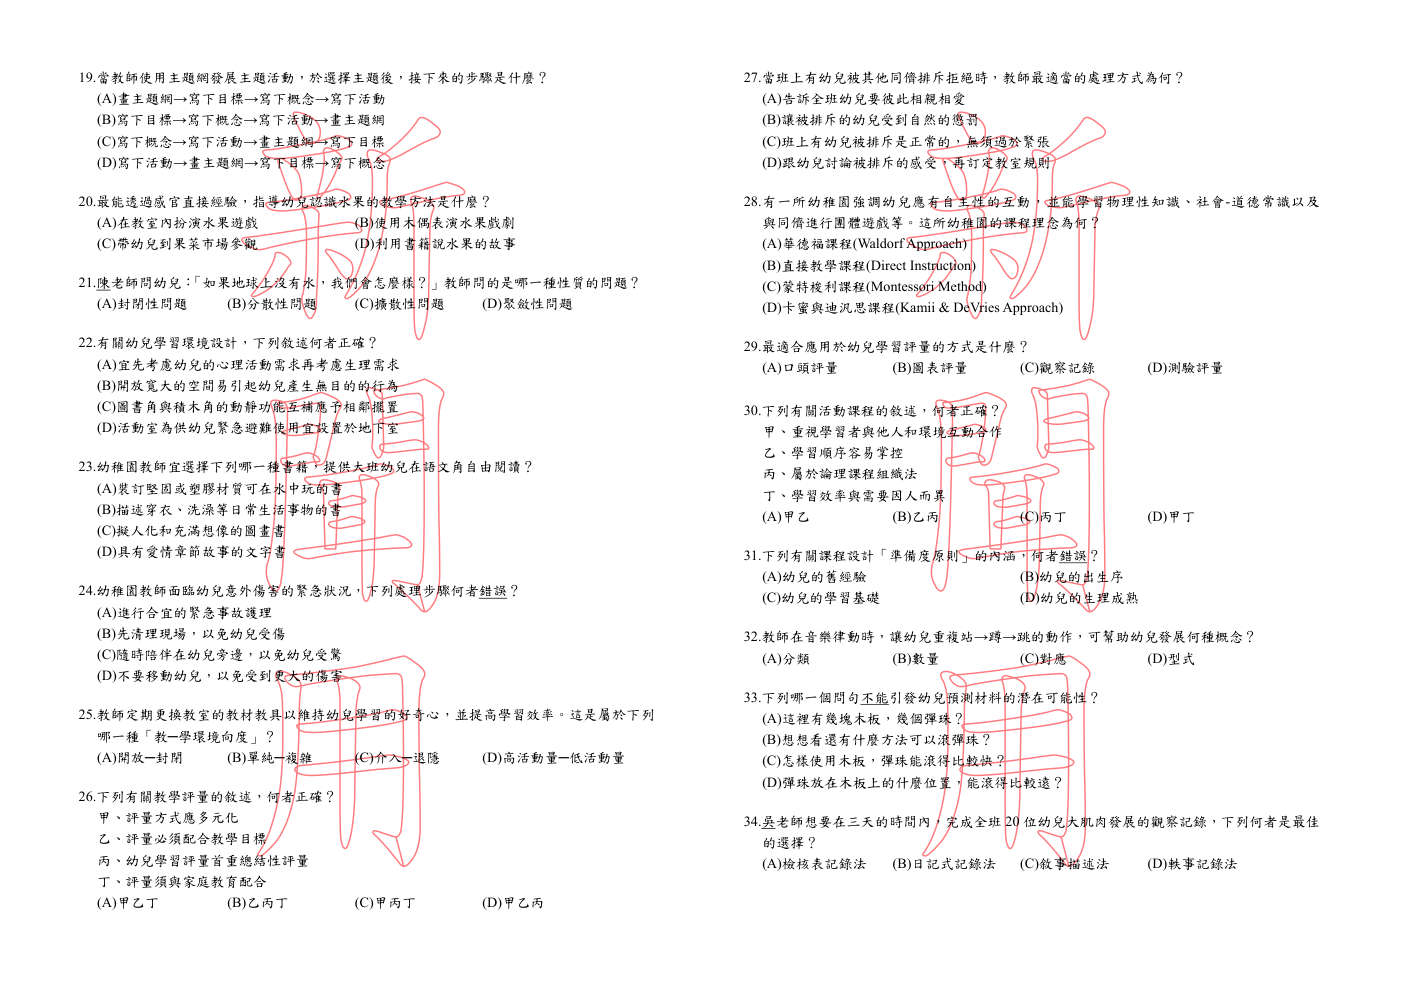 19.當教師使用主題網發展主題活動，於選擇主題後，接下來的步驟是什麼？
(A)畫主題網→寫下目標→寫下概念→寫下活動
(B)寫下目標→寫下概念→寫下活動→畫主題網
(C)寫下概念→寫下活動→畫主題網→寫下目標
(D)寫下活動→畫主題網→寫下目標→寫下概念
20.最能透過感官直接經驗，指導幼兒認識水果的教學方法是什麼？
(A)在教室內扮演水果遊戲 (B)使用木偶表演水果戲劇
(C)帶幼兒到果菜市場參觀 (D)利用書籍說水果的故事
21.陳老師問幼兒：「如果地球上沒有水，我們會怎麼樣？」教師問的是哪一種性質的問題？
(A)封閉性問題 (B)分散性問題 (C)擴散性問題 (D)聚斂性問題
22.有關幼兒學習環境設計，下列敘述何者正確？
(A)宜先考慮幼兒的心理活動需求再考慮生理需求
(B)開放寬大的空間易引起幼兒產生無目的的行為
(C)圖書角與積木角的動靜功能互補應予相鄰擺置
(D)活動室為供幼兒緊急避難使用宜設置於地下室
23.幼稚園教師宜選擇下列哪一種書籍，提供大班幼兒在語文角自由閱讀？
(A)裝訂堅固或塑膠材質可在水中玩的書
(B)描述穿衣、洗澡等日常生活事物的書
(C)擬人化和充滿想像的圖畫書
(D)具有愛情章節故事的文字書
24.幼稚園教師面臨幼兒意外傷害的緊急狀況，下列處理步驟何者錯誤？
(A)進行合宜的緊急事故護理
(B)先清理現場，以免幼兒受傷
(C)隨時陪伴在幼兒旁邊，以免幼兒受驚
(D)不要移動幼兒，以免受到更大的傷害
25.教師定期更換教室的教材教具以維持幼兒學習的好奇心，並提高學習效率。這是屬於下列
哪一種「教─學環境向度」？
(A)開放─封閉 (B)單純─複雜 (C)介入─退隱 (D)高活動量─低活動量
26.下列有關教學評量的敘述，何者正確？
甲、評量方式應多元化
乙、評量必須配合教學目標
丙、幼兒學習評量首重總結性評量
丁、評量須與家庭教育配合
(A)甲乙丁 (B)乙丙丁 (C)甲丙丁 (D)甲乙丙
27.當班上有幼兒被其他同儕排斥拒絕時，教師最適當的處理方式為何？
(A)告訴全班幼兒要彼此相親相愛
(B)讓被排斥的幼兒受到自然的懲罰
(C)班上有幼兒被排斥是正常的，無須過於緊張
(D)跟幼兒討論被排斥的感受，再訂定教室規則
28.有一所幼稚園強調幼兒應有自主性的互動，並能學習物理性知識、社會-道德常識以及
與同儕進行團體遊戲等。這所幼稚園的課程理念為何？
(A)華德福課程(Waldorf Approach)
(B)直接教學課程(Direct Instruction)
(C)蒙特梭利課程(Montessori Method)
(D)卡蜜與迪汎思課程(Kamii & DeVries Approach)
29.最適合應用於幼兒學習評量的方式是什麼？
(A)口頭評量 (B)圖表評量 (C)觀察記錄 (D)測驗評量
30.下列有關活動課程的敘述，何者正確？
甲、重視學習者與他人和環境互動合作
乙、學習順序容易掌控
丙、屬於論理課程組織法
丁、學習效率與需要因人而異
(A)甲乙 (B)乙丙 (C)丙丁 (D)甲丁
31.下列有關課程設計「準備度原則」的內涵，何者錯誤？
(A)幼兒的舊經驗 (B)幼兒的出生序
(C)幼兒的學習基礎 (D)幼兒的生理成熟
32.教師在音樂律動時，讓幼兒重複站→蹲→跳的動作，可幫助幼兒發展何種概念？
(A)分類 (B)數量 (C)對應 (D)型式
33.下列哪一個問句不能引發幼兒預測材料的潛在可能性？
(A)這裡有幾塊木板，幾個彈珠？
(B)想想看還有什麼方法可以滾彈珠？
(C)怎樣使用木板，彈珠能滾得比較快？
(D)彈珠放在木板上的什麼位置，能滾得比較遠？
34.吳老師想要在三天的時間內，完成全班 20 位幼兒大肌肉發展的觀察記錄，下列何者是最佳
的選擇？
(A)檢核表記錄法 (B)日記式記錄法 (C)敘事描述法 (D)軼事記錄法
新
聞
用
新
聞
用